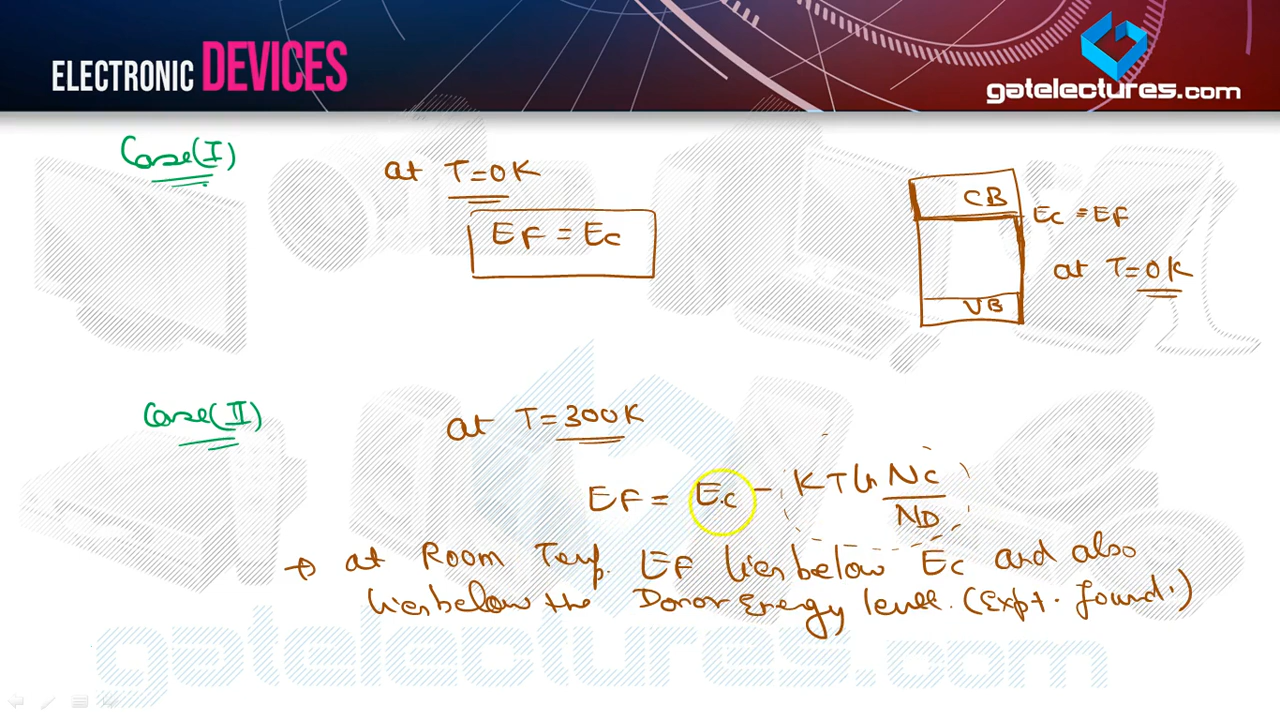 ELECTRONIC DEVICES
gatelectures.com
Case(I)
at T=0K
EF = Ec
CB
Ec = EF
at T=0K
VB
Case(II)
at T=300K
EF = Ec - KT ln Nc
ND
→ at Room Temp. EF lies below Ec and also
lies below the Donor Energy level. (Expt. found.)
gatelectures.com